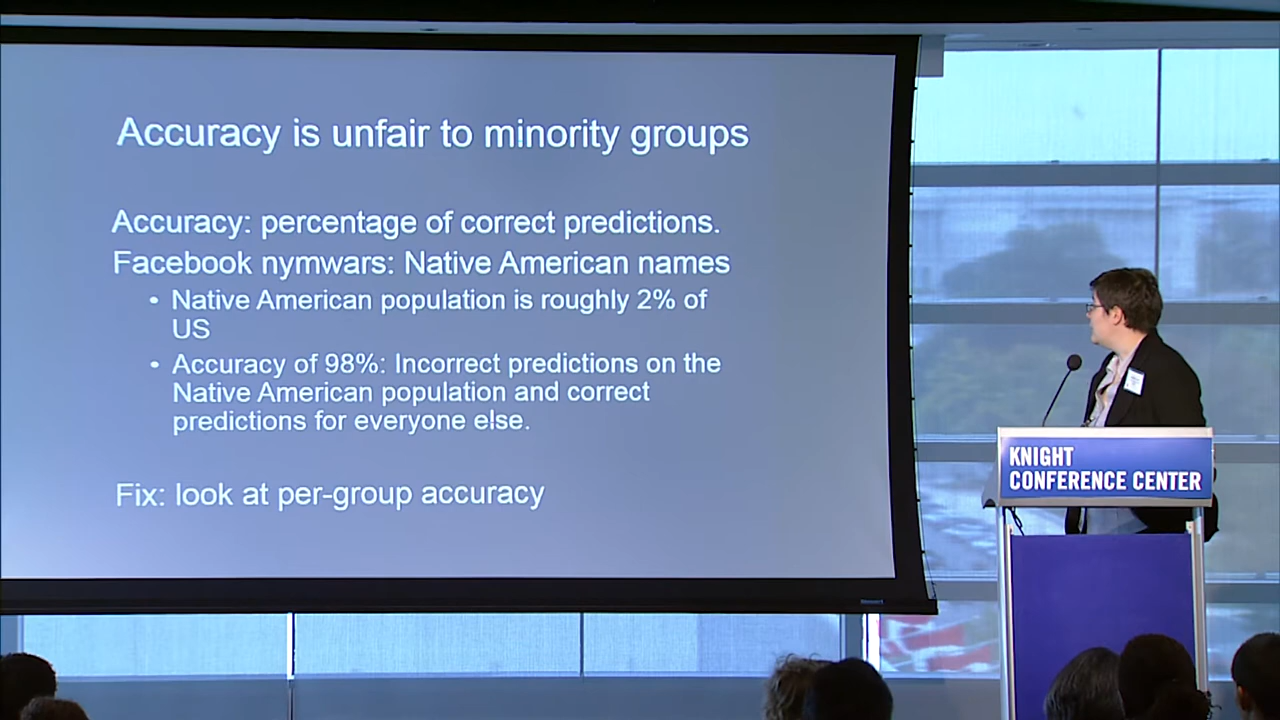 Accuracy is unfair to minority groups
Accuracy: percentage of correct predictions.
Facebook nymwars: Native American names
• Native American population is roughly 2% of
US
• Accuracy of 98%: Incorrect predictions on the
Native American population and correct
predictions for everyone else.
Fix: look at per-group accuracy
KNIGHT
CONFERENCE CENTER